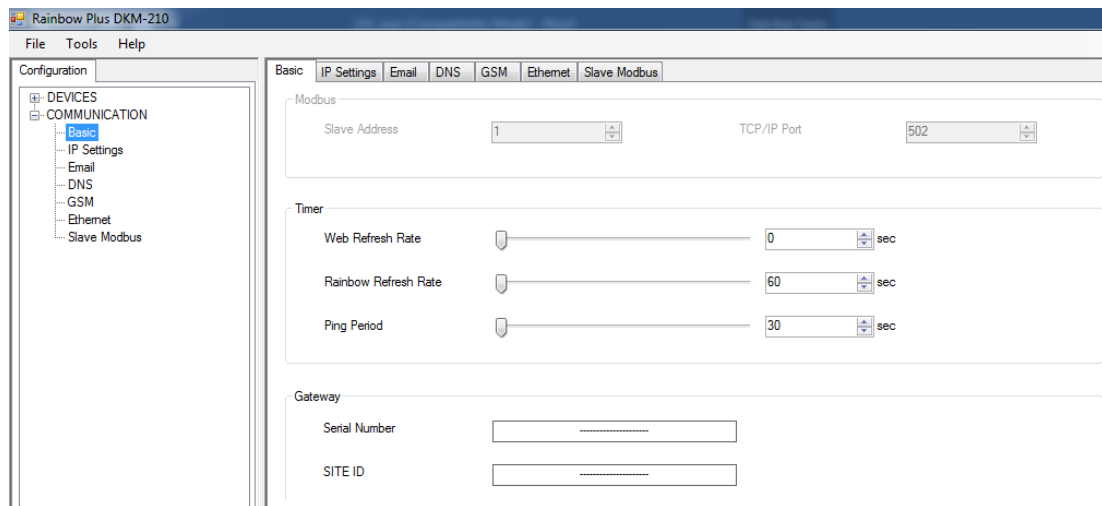 Rainbow Plus DKM-210
File Tools Help
Configuration
DEVICES
COMMUNICATION
Basic
IP Settings
Email
DNS
GSM
Ethernet
Slave Modbus
Basic IP Settings Email DNS GSM Ethernet Slave Modbus
Modbus
Slave Address 1 TCP/IP Port 502
Timer
Web Refresh Rate 0 sec
Rainbow Refresh Rate 60 sec
Ping Period 30 sec
Gateway
Serial Number ---------------------
SITE ID ---------------------